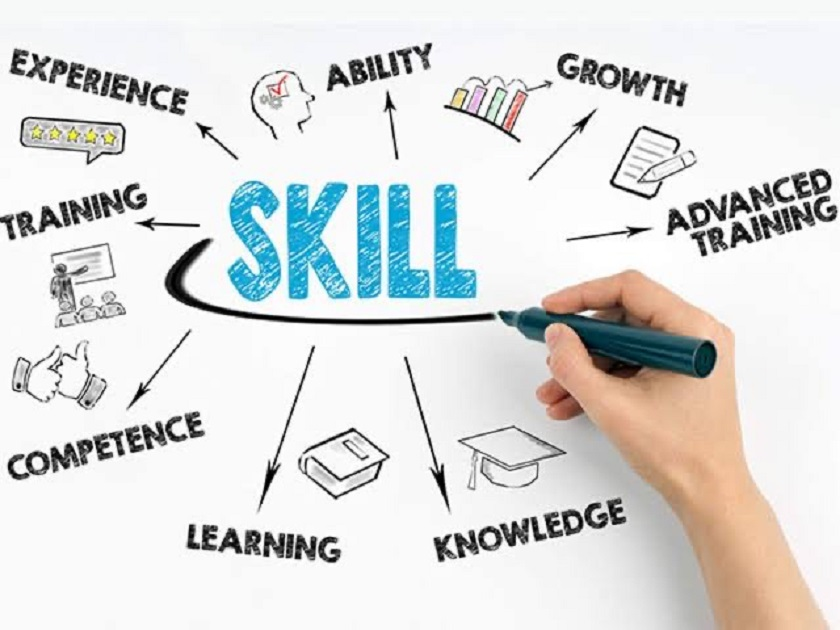 EXPERIENCE
ABILITY
GROWTH
TRAINING
SKILL
ADVANCED
TRAINING
COMPETENCE
LEARNING
KNOWLEDGE